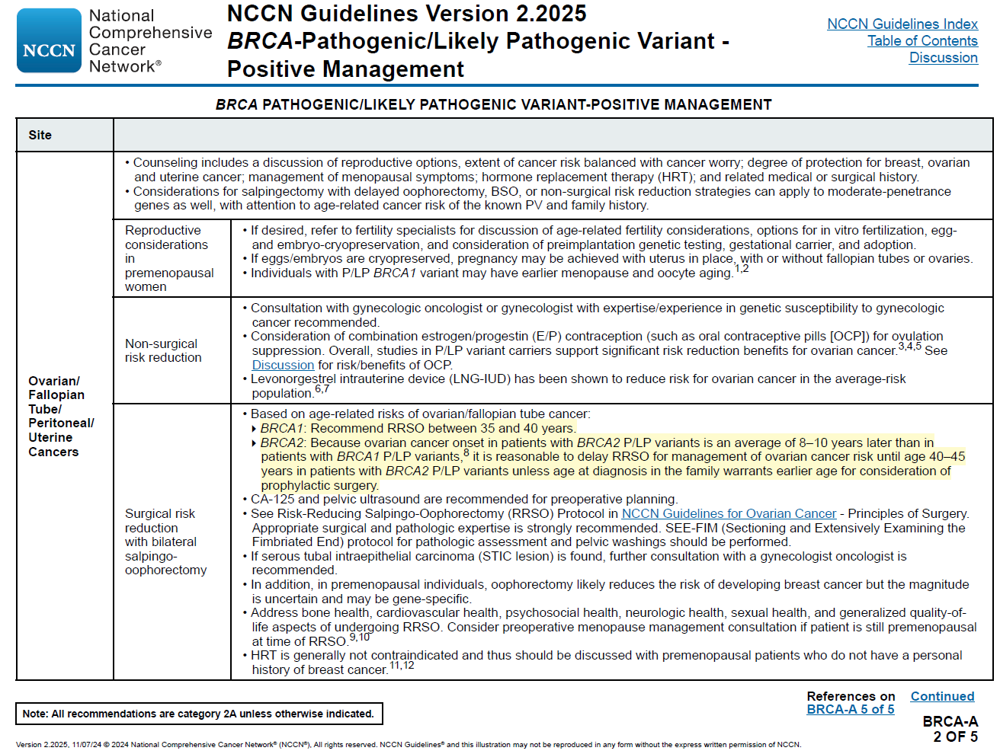 NCCN
National
Comprehensive
Cancer
Network®
NCCN Guidelines Version 2.2025
BRCA-Pathogenic/Likely Pathogenic Variant -
Positive Management
NCCN Guidelines Index
Table of Contents
Discussion
BRCA PATHOGENIC/LIKELY PATHOGENIC VARIANT-POSITIVE MANAGEMENT
Site
Ovarian/
Fallopian
Tube/
Peritoneal/
Uterine
Cancers
• Counseling includes a discussion of reproductive options, extent of cancer risk balanced with cancer worry; degree of protection for breast, ovarian
and uterine cancer; management of menopausal symptoms; hormone replacement therapy (HRT); and related medical or surgical history.
• Considerations for salpingectomy with delayed oophorectomy, BSO, or non-surgical risk reduction strategies can apply to moderate-penetrance
genes as well, with attention to age-related cancer risk of the known PV and family history.
Reproductive
considerations
in
premenopausal
women
• If desired, refer to fertility specialists for discussion of age-related fertility considerations, options for in vitro fertilization, egg-
and embryo-cryopreservation, and consideration of preimplantation genetic testing, gestational carrier, and adoption.
• If eggs/embryos are cryopreserved, pregnancy may be achieved with uterus in place, with or without fallopian tubes or ovaries.
• Individuals with P/LP BRCA1 variant may have earlier menopause and oocyte aging.1,2
Non-surgical
risk reduction
• Consultation with gynecologic oncologist or gynecologist with expertise/experience in genetic susceptibility to gynecologic
cancer recommended.
• Consideration of combination estrogen/progestin (E/P) contraception (such as oral contraceptive pills [OCP]) for ovulation
suppression. Overall, studies in P/LP variant carriers support significant risk reduction benefits for ovarian cancer.3,4,5 See
Discussion for risk/benefits of OCP.
• Levonorgestrel intrauterine device (LNG-IUD) has been shown to reduce risk for ovarian cancer in the average-risk
population.6,7
Surgical risk
reduction
with bilateral
salpingo-
oophorectomy
• Based on age-related risks of ovarian/fallopian tube cancer:
▸ BRCA1: Recommend RRSO between 35 and 40 years.
▸ BRCA2: Because ovarian cancer onset in patients with BRCA2 P/LP variants is an average of 8–10 years later than in
patients with BRCA1 P/LP variants,8 it is reasonable to delay RRSO for management of ovarian cancer risk until age 40–45
years in patients with BRCA2 P/LP variants unless age at diagnosis in the family warrants earlier age for consideration of
prophylactic surgery.
• CA-125 and pelvic ultrasound are recommended for preoperative planning.
• See Risk-Reducing Salpingo-Oophorectomy (RRSO) Protocol in NCCN Guidelines for Ovarian Cancer - Principles of Surgery.
Appropriate surgical and pathologic expertise is strongly recommended. SEE-FIM (Sectioning and Extensively Examining the
Fimbriated End) protocol for pathologic assessment and pelvic washings should be performed.
• If serous tubal intraepithelial carcinoma (STIC lesion) is found, further consultation with a gynecologist oncologist is
recommended.
• In addition, in premenopausal individuals, oophorectomy likely reduces the risk of developing breast cancer but the magnitude
is uncertain and may be gene-specific.
• Address bone health, cardiovascular health, psychosocial health, neurologic health, sexual health, and generalized quality-of-
life aspects of undergoing RRSO. Consider preoperative menopause management consultation if patient is still premenopausal
at time of RRSO.9,10
• HRT is generally not contraindicated and thus should be discussed with premenopausal patients who do not have a personal
history of breast cancer.11,12
Note: All recommendations are category 2A unless otherwise indicated.
References on
BRCA-A 5 of 5
Continued
BRCA-A
2 OF 5
Version 2.2025, 11/07/24 © 2024 National Comprehensive Cancer Network® (NCCN®), All rights reserved. NCCN Guidelines® and this illustration may not be reproduced in any form without the express written permission of NCCN.